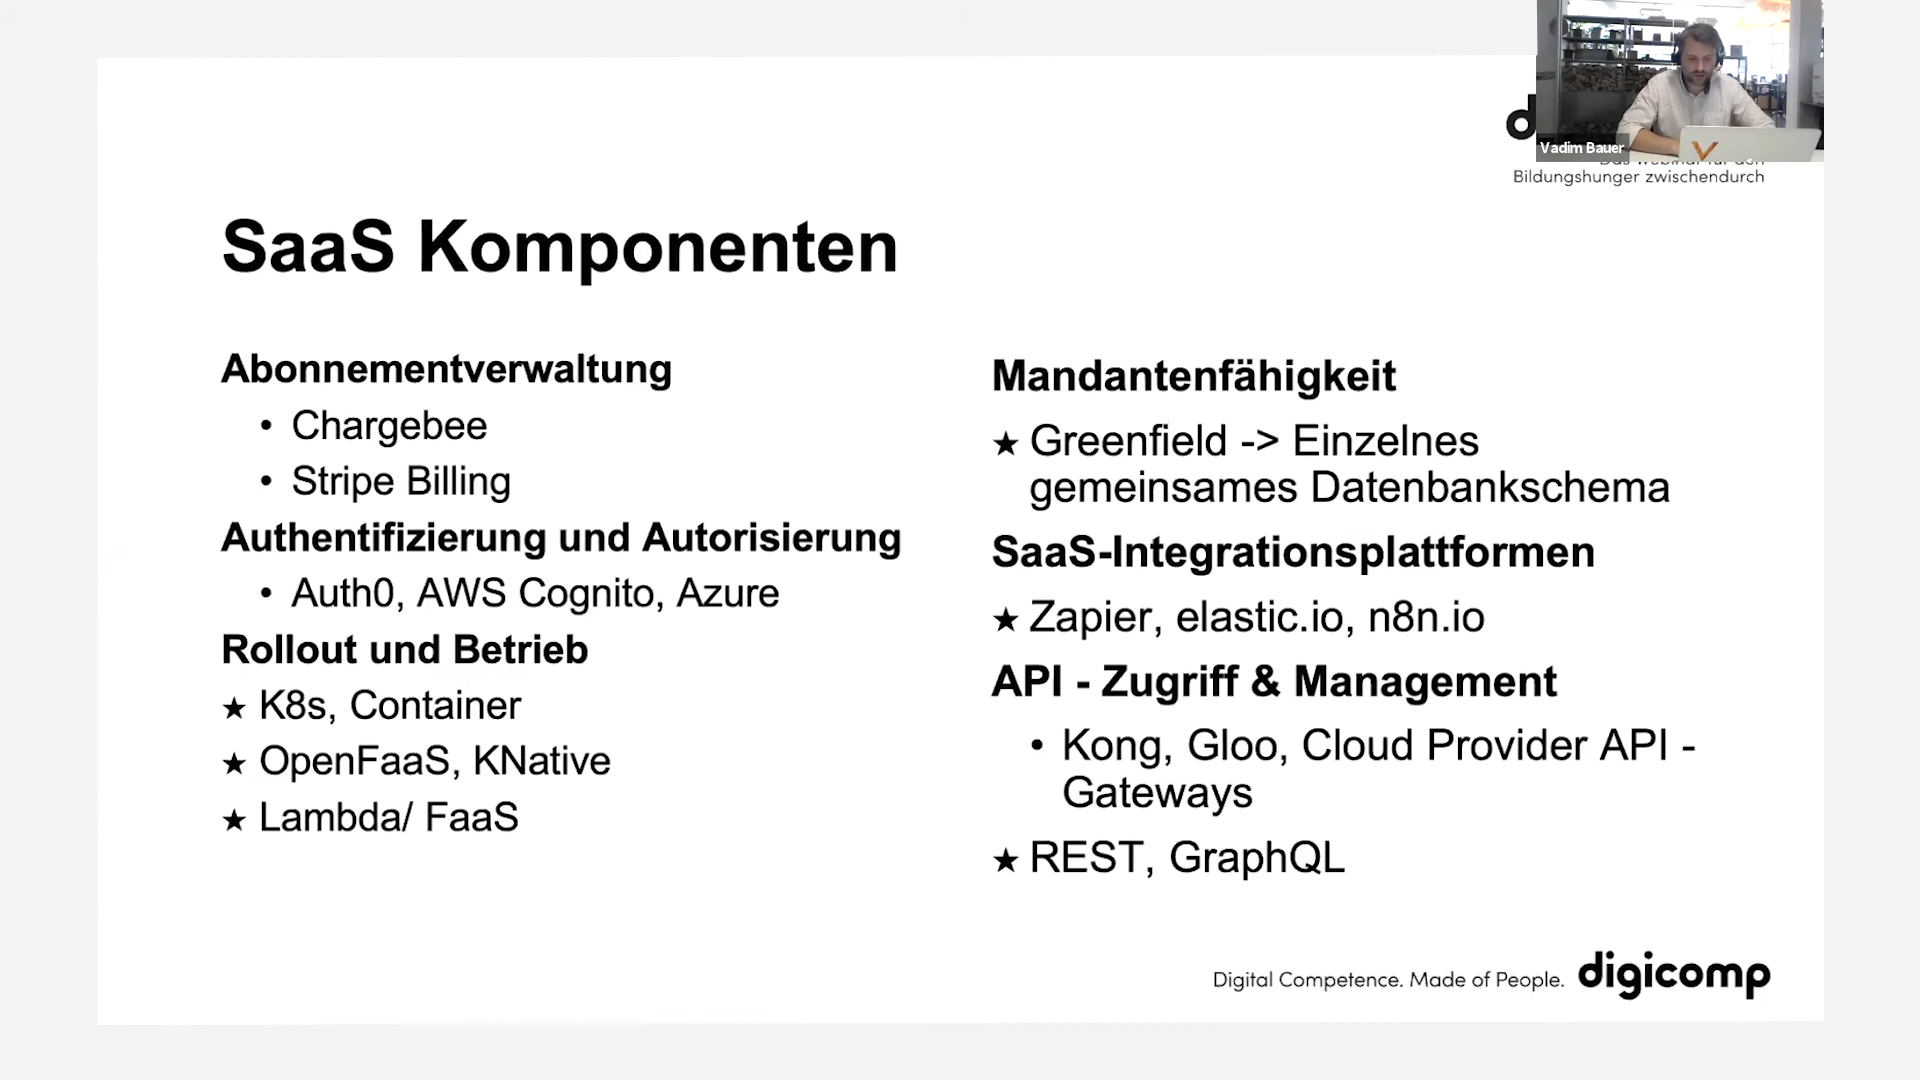 Vadim Bauer
Bildungshunger zwischendurch
SaaS Komponenten
Abonnementverwaltung
• Chargebee
• Stripe Billing
Authentifizierung und Autorisierung
• Auth0, AWS Cognito, Azure
Rollout und Betrieb
★ K8s, Container
★ OpenFaaS, KNative
★ Lambda/ FaaS
Mandantenfähigkeit
★ Greenfield -> Einzelnes
gemeinsames Datenbankschema
SaaS-Integrationsplattformen
★ Zapier, elastic.io, n8n.io
API - Zugriff & Management
• Kong, Gloo, Cloud Provider API -
Gateways
★ REST, GraphQL
Digital Competence. Made of People. digicomp